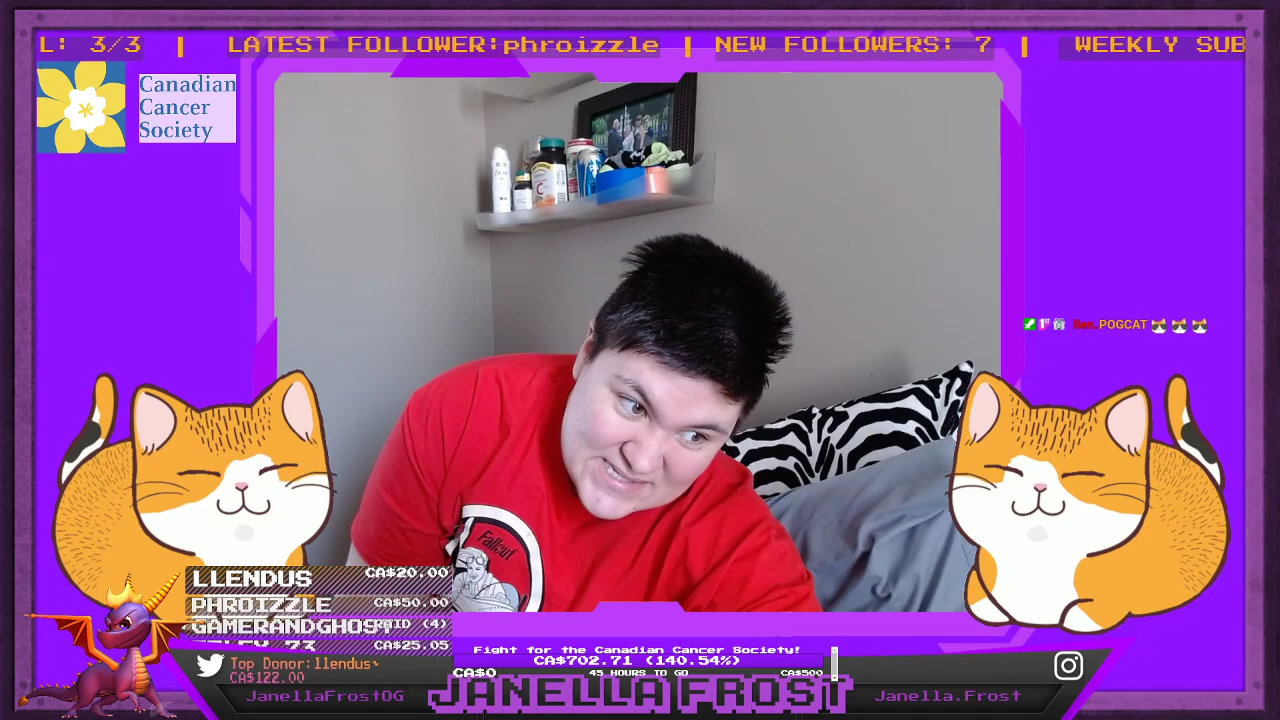 L: 3/3 | LATEST FOLLOWER:phroizzle | NEW FOLLOWERS: 7 | WEEKLY SUB
Canadian
Cancer
Society
POGCAT
Fallout
LLENDUS CA$20.00
PHROIZZLE CA$50.00
GAMERANDGHOST RAID (4)
CA$25.05
Top Donor:llendus
CA$122.00
Fight for the Canadian Cancer Society!
CA$702.71 (140.54%)
CA$0 45 HOURS TO GO CA$500
JanellaFrostOG
JANELLA FROST
Janella.Frost